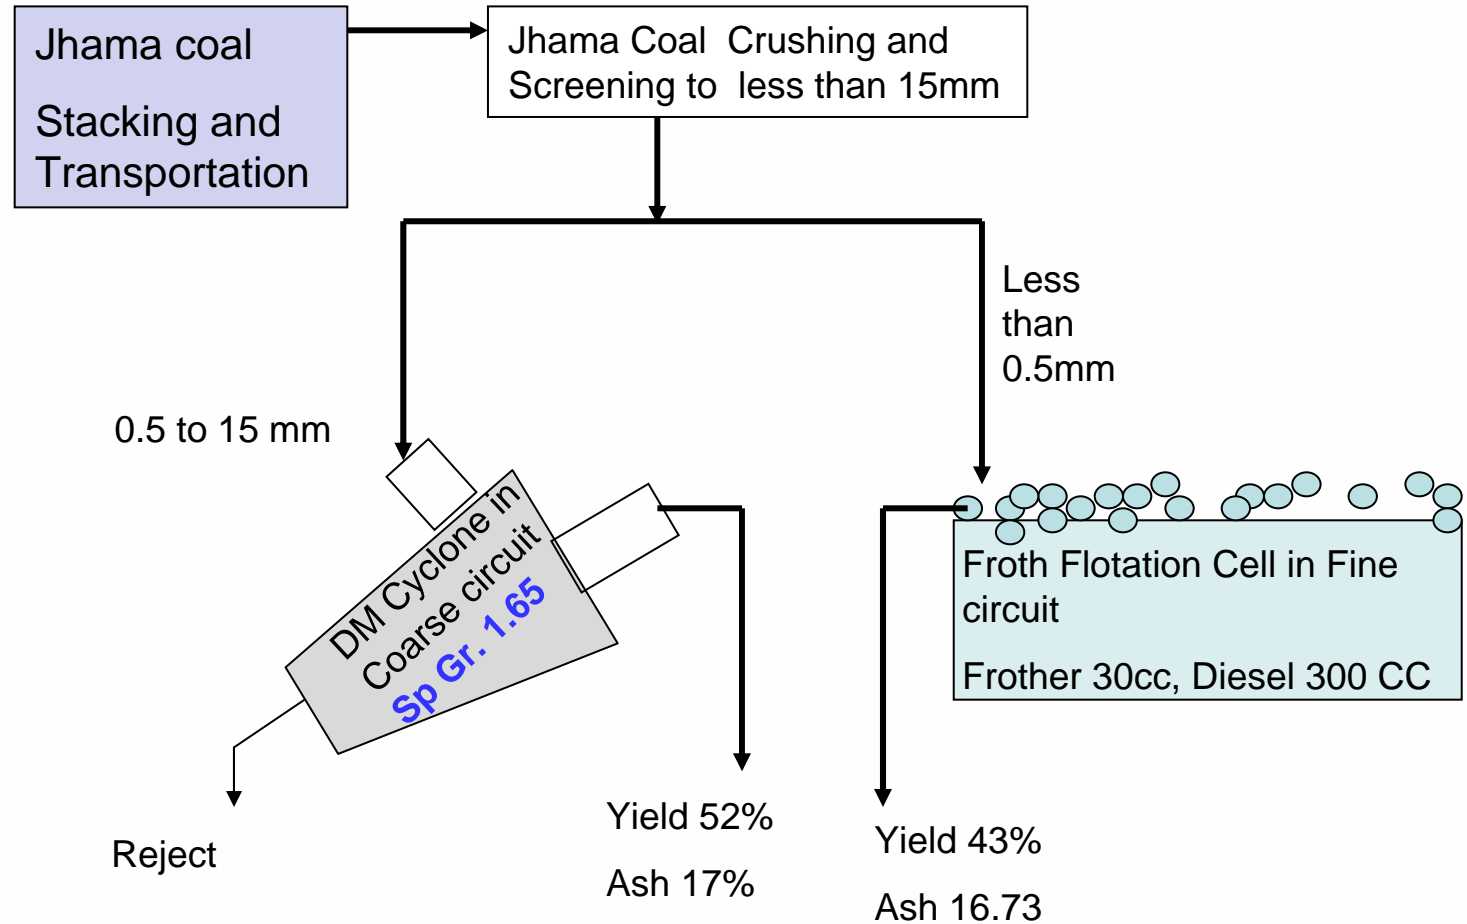 Jhama coal
Stacking and
Transportation
Jhama Coal  Crushing and
Screening to  less than 15mm
Less
than
0.5mm
0.5 to 15 mm
DM Cyclone in
Coarse circuit
Sp Gr. 1.65
Froth Flotation Cell in Fine
circuit
Frother 30cc, Diesel 300 CC
Reject
Yield 52%
Ash 17%
Yield 43%
Ash 16.73